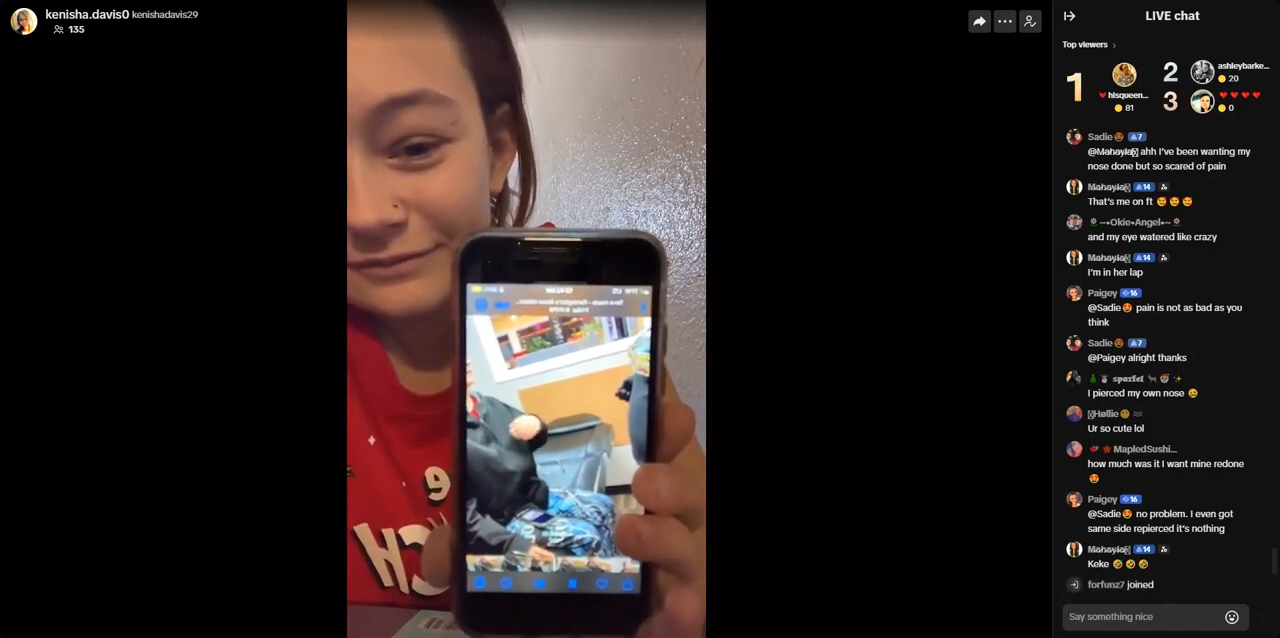 kenisha.davis0 kenishadavis29
135
LIVE chat
Top viewers
1
hisqueen...
81
2
ashleybarke...
20
3
0
Sadie 7
@Mahayla ahh I've been wanting my
nose done but so scared of pain
Mahayla 14
That's me on ft 🥰 🥰 🥰
~•Okie•Angel•~
and my eye watered like crazy
Mahayla 14
I'm in her lap
Paigey 16
@Sadie pain is not as bad as you
think
Sadie 7
@Paigey alright thanks
I pierced my own nose
Høllie
Ur so cute lol
MapledSushi...
how much was it I want mine redone
😍
Paigey 16
@Sadie no problem. I even got
same side repierced it's nothing
Mahayla 14
Keke 🤣 🤣 🤣
forfunz7 joined
Say something nice